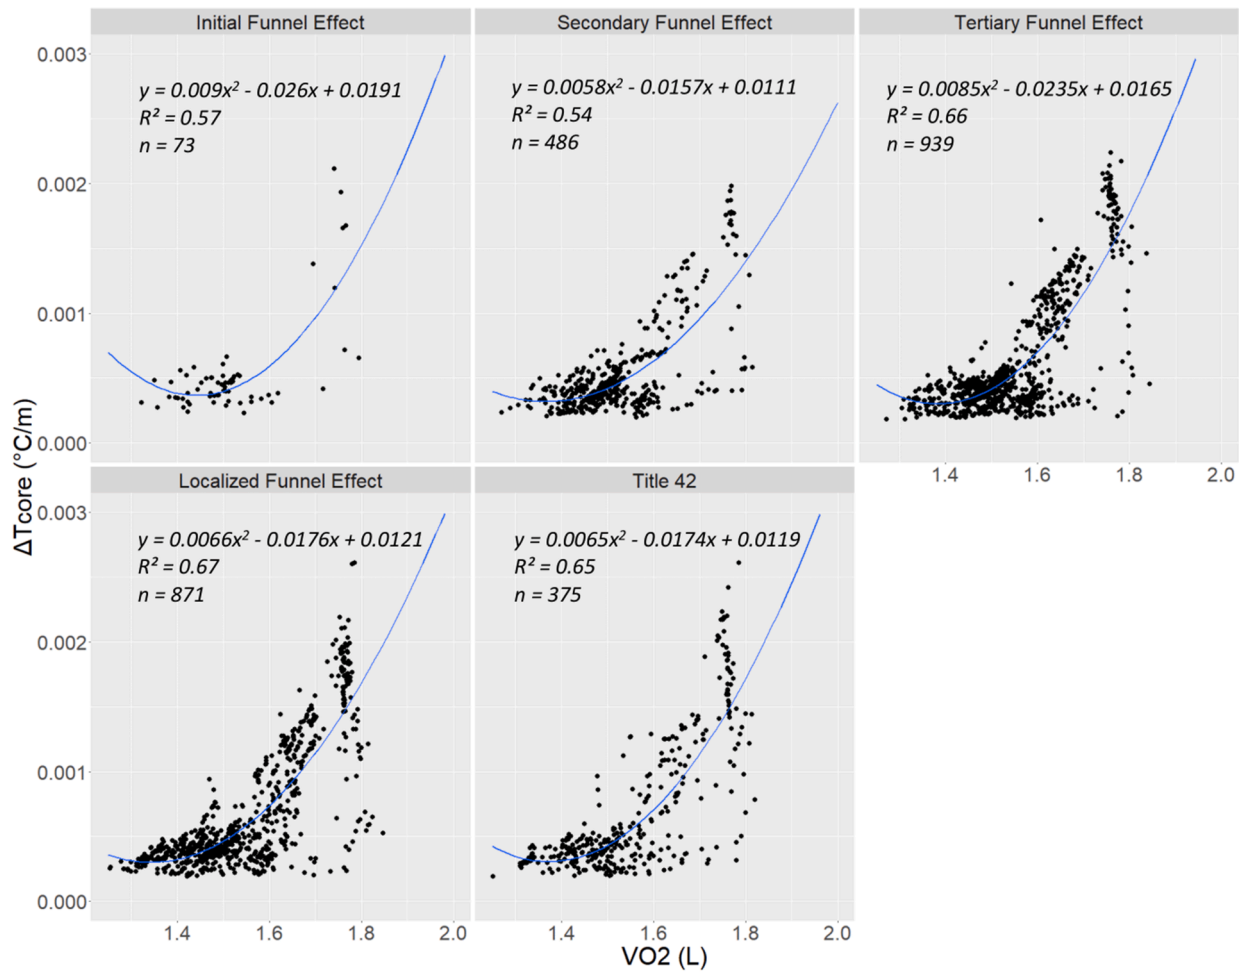 Initial Funnel Effect
Secondary Funnel Effect
Tertiary Funnel Effect
0.003
0.002
0.001
0.000
y = 0.009x² - 0.026x + 0.0191
R² = 0.57
n = 73
y = 0.0058x² - 0.0157x + 0.0111
R² = 0.54
n = 486
y = 0.0085x² - 0.0235x + 0.0165
R² = 0.66
n = 939
1.4 1.6 1.8 2.0
ΔTcore (°C/m)
Localized Funnel Effect
Title 42
0.003
0.002
0.001
0.000
y = 0.0066x² - 0.0176x + 0.0121
R² = 0.67
n = 871
y = 0.0065x² - 0.0174x + 0.0119
R² = 0.65
n = 375
1.4 1.6 1.8 2.0
1.4 1.6 1.8 2.0
VO2 (L)